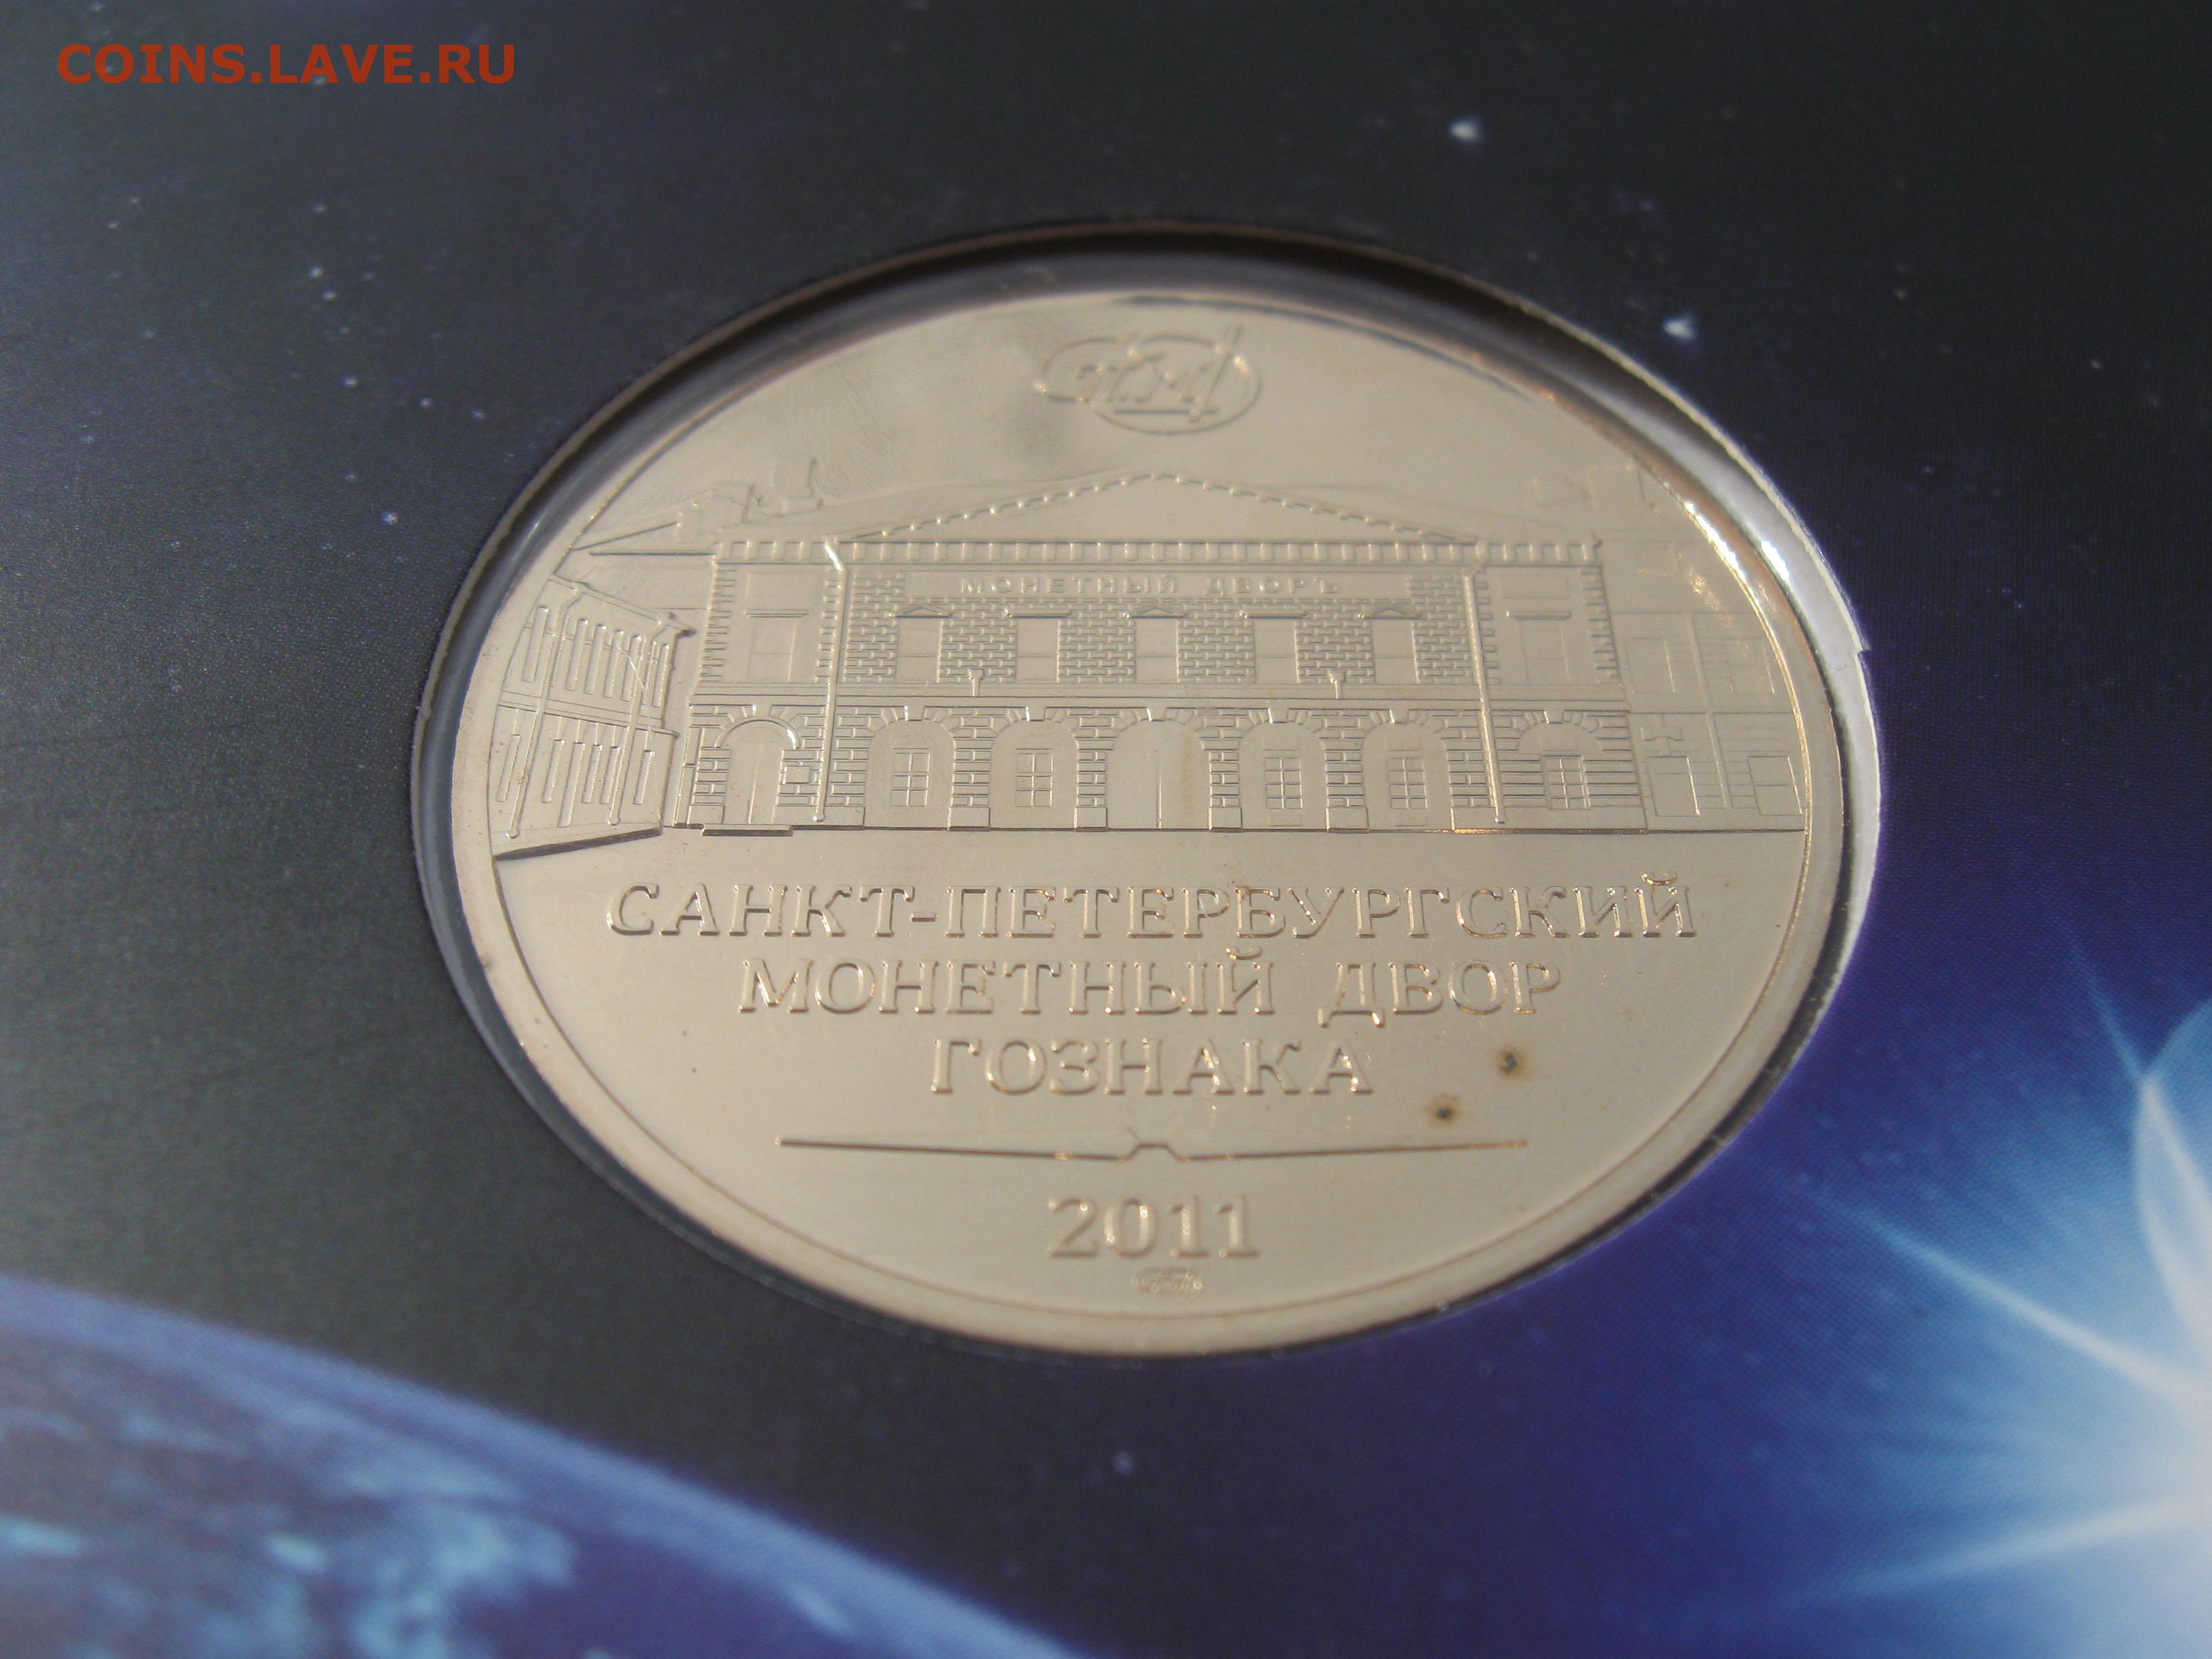 COINS.LAVE.RU
МОНЕТНЫЙ ДВОРЪ
САНКТ-ПЕТЕРБУРГСКИЙ
МОНЕТНЫЙ ДВОР
ГОЗНАКА
2011